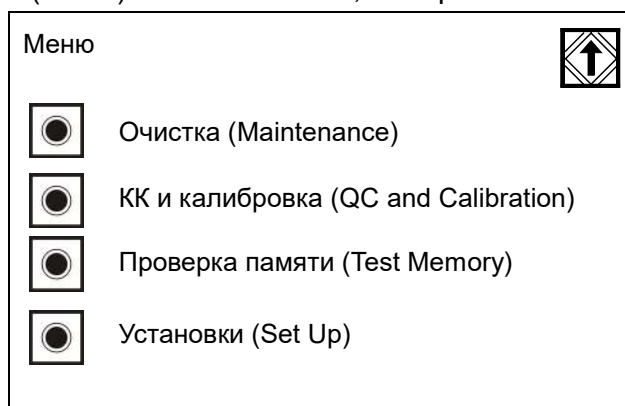 Меню
Очистка (Maintenance)
КК и калибровка (QC and Calibration)
Проверка памяти (Test Memory)
Установки (Set Up)